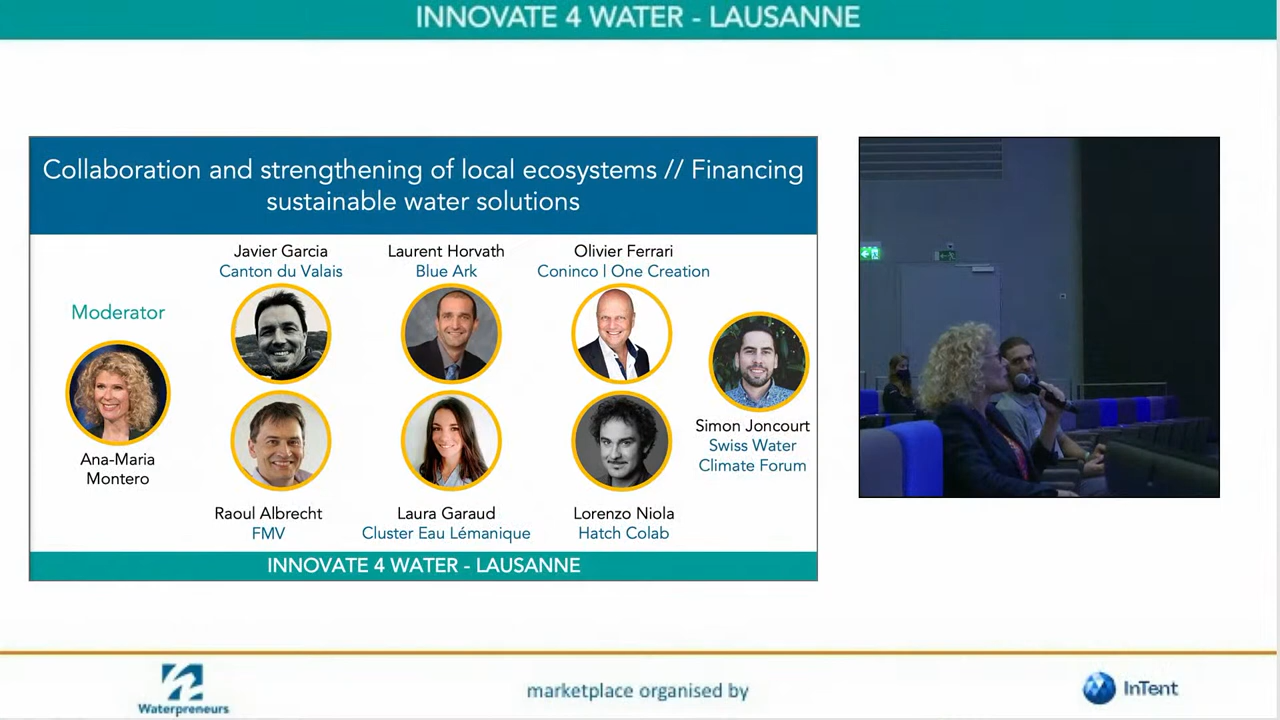 INNOVATE 4 WATER - LAUSANNE
Collaboration and strengthening of local ecosystems // Financing
sustainable water solutions
Moderator
Ana-Maria
Montero
Javier Garcia
Canton du Valais
Laurent Horvath
Blue Ark
Olivier Ferrari
Coninco | One Creation
Raoul Albrecht
FMV
Laura Garaud
Cluster Eau Lémanique
Lorenzo Niola
Hatch Colab
Simon Joncourt
Swiss Water
Climate Forum
INNOVATE 4 WATER - LAUSANNE
Waterpreneurs
marketplace organised by
InTent